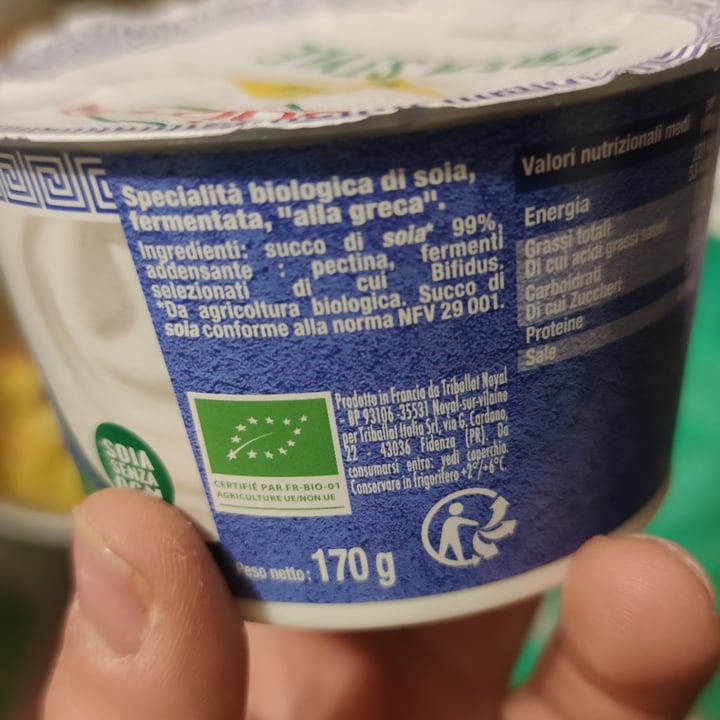 Specialità biologica di soia,
fermentata, "alla greca".
Ingredienti: succo di soia* 99%,
addensante : pectina, fermenti
selezionati di cui Bifidus.
*Da agricoltura biologica. Succo di
soia conforme alla norma NFV 29 001.
Valori nutrizionali medi
Energia
Grassi totali
Di cui acidi grassi saturi
Carboidrati
Di cui Zuccheri
Proteine
Sale
Prodotto in Francia da Triballat Noyal
- BP 93106 -35531 Noyal-sur-vilaine
per Triballat Italia Srl, via G. Cardano,
22 - 43036 Fidenza (PR). Da
consumarsi entro: vedi coperchio.
Conservare in frigorifero +2°/+6°C
CERTIFIÉ PAR FR-BIO-01
AGRICULTURE UE/NON UE
SOIA
SENZA
OGM
Peso netto: 170 g